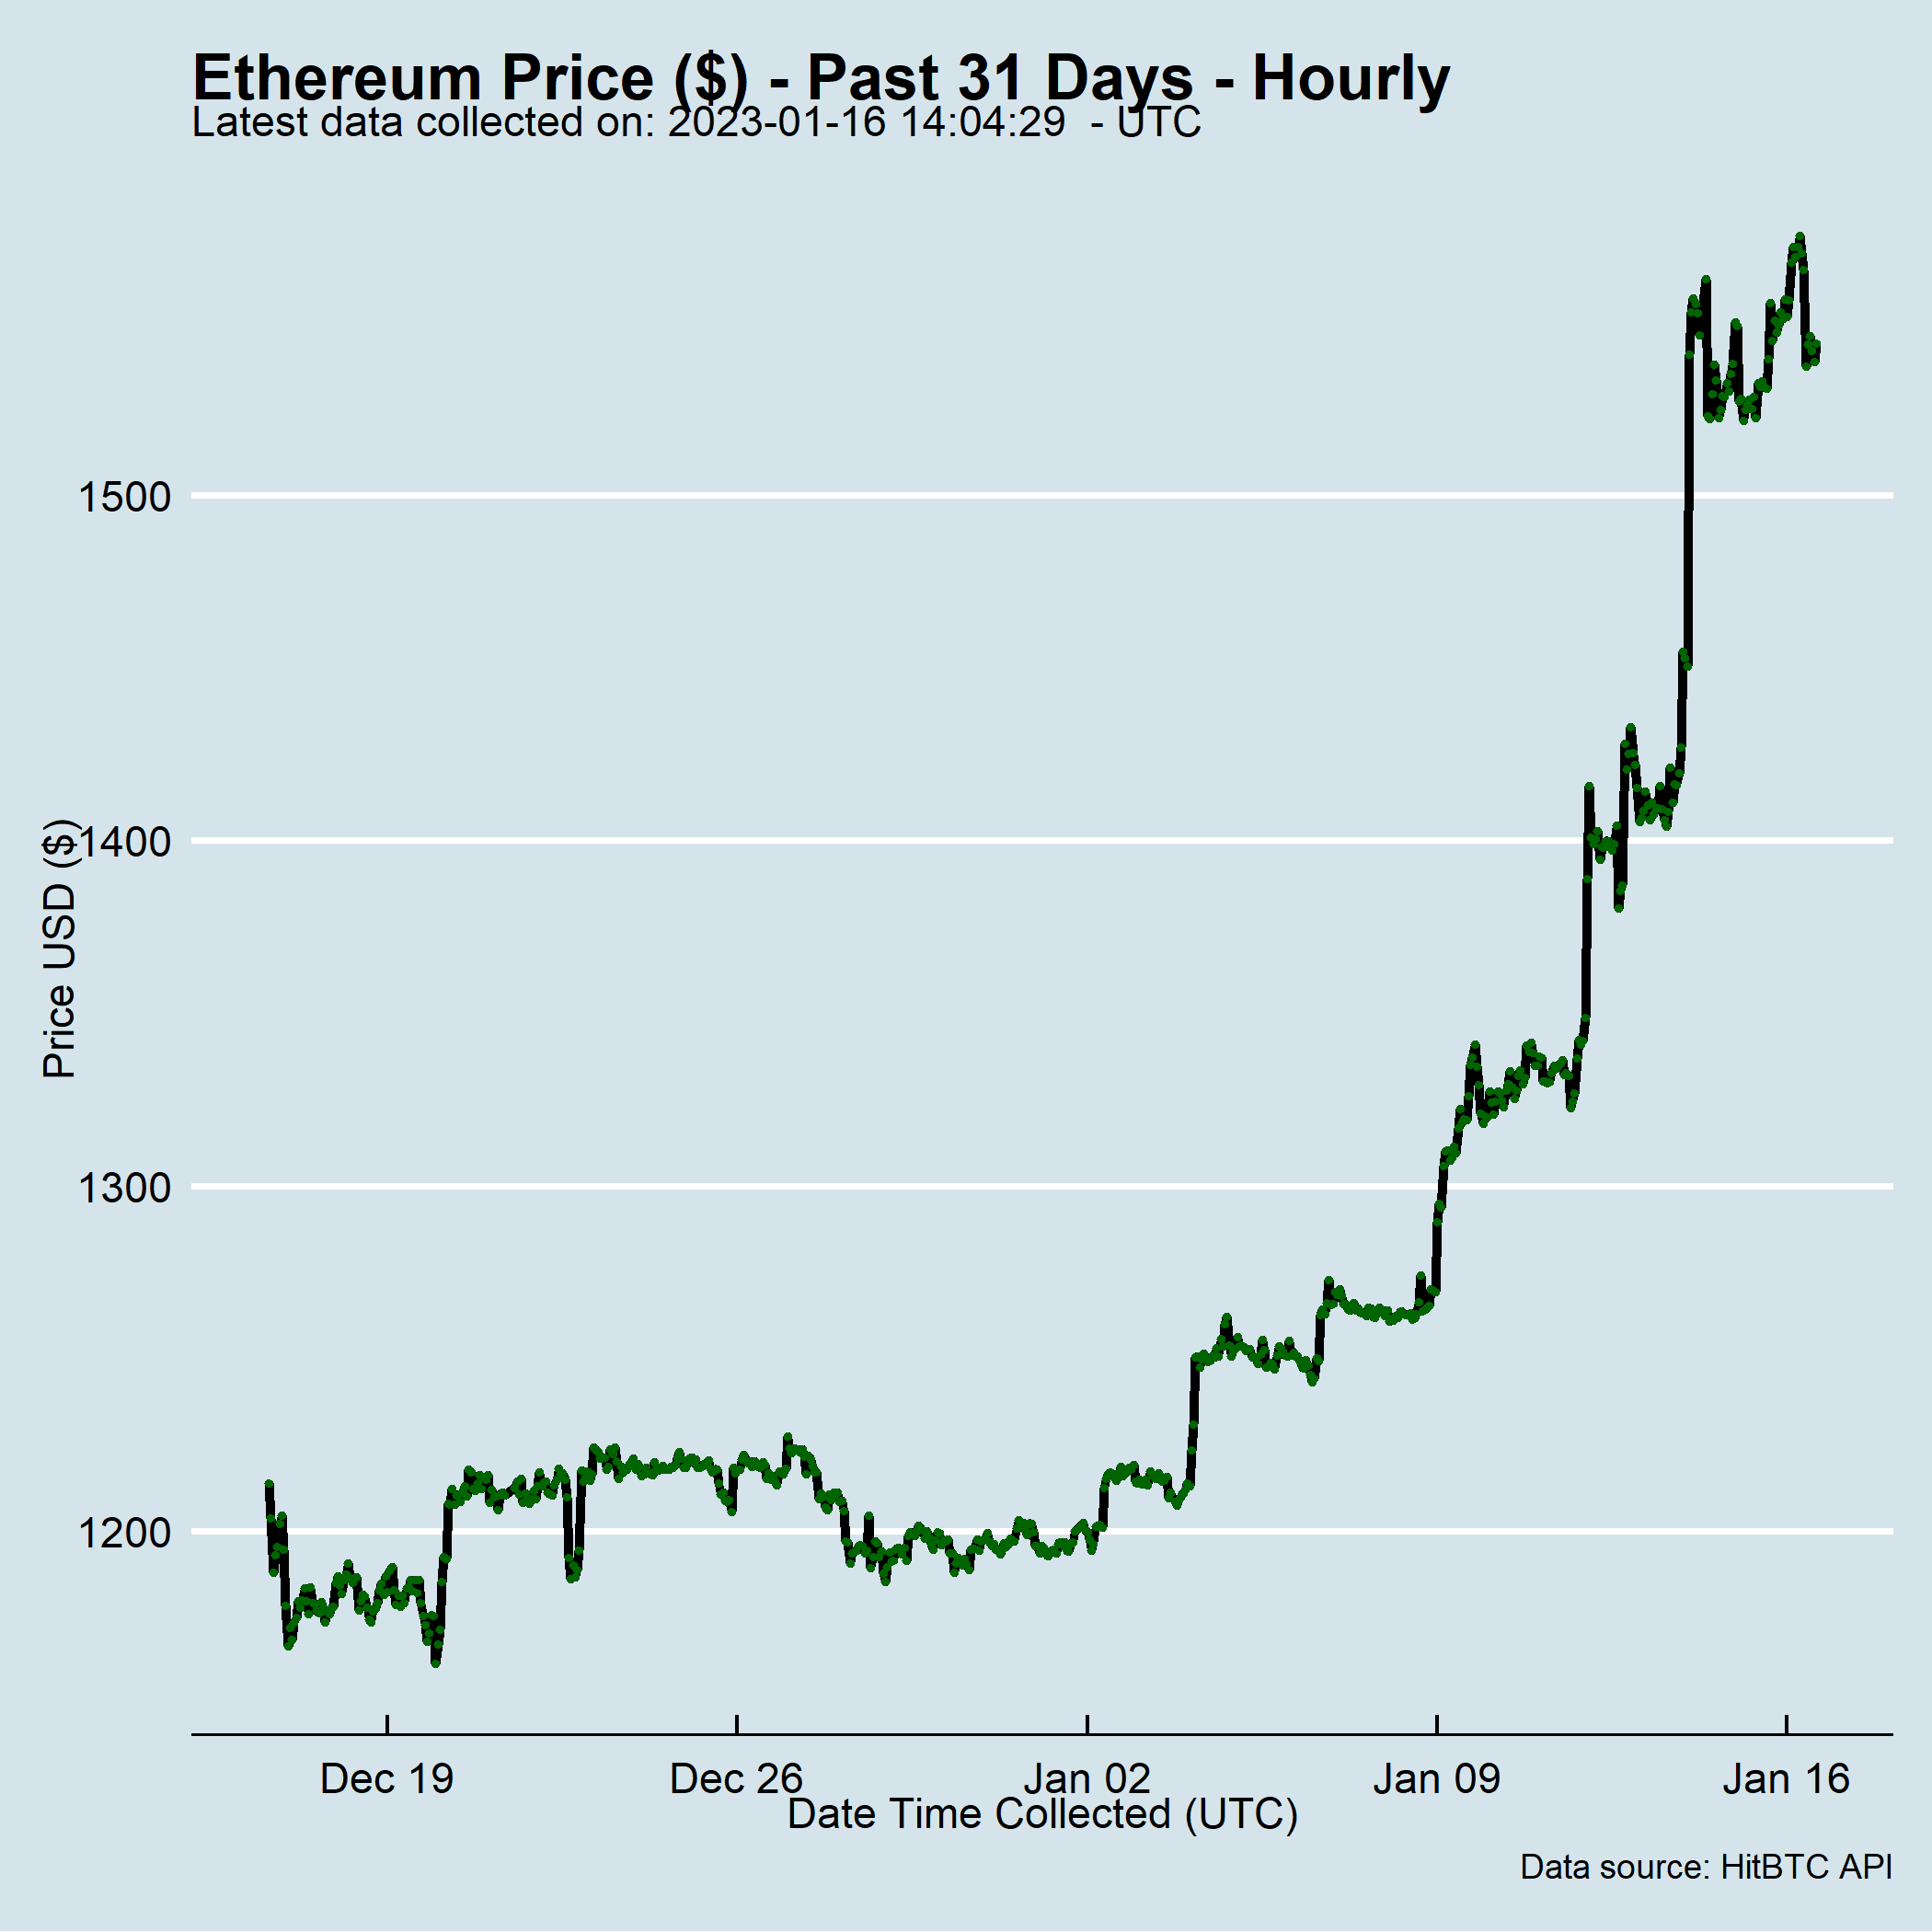 Ethereum Price ($) - Past 31 Days - Hourly
Latest data collected on: 2023-01-16 14:04:29  - UTC
Price USD ($)
1500
1400
1300
1200
Dec 19
Dec 26
Jan 02
Jan 09
Jan 16
Date Time Collected (UTC)
Data source: HitBTC API